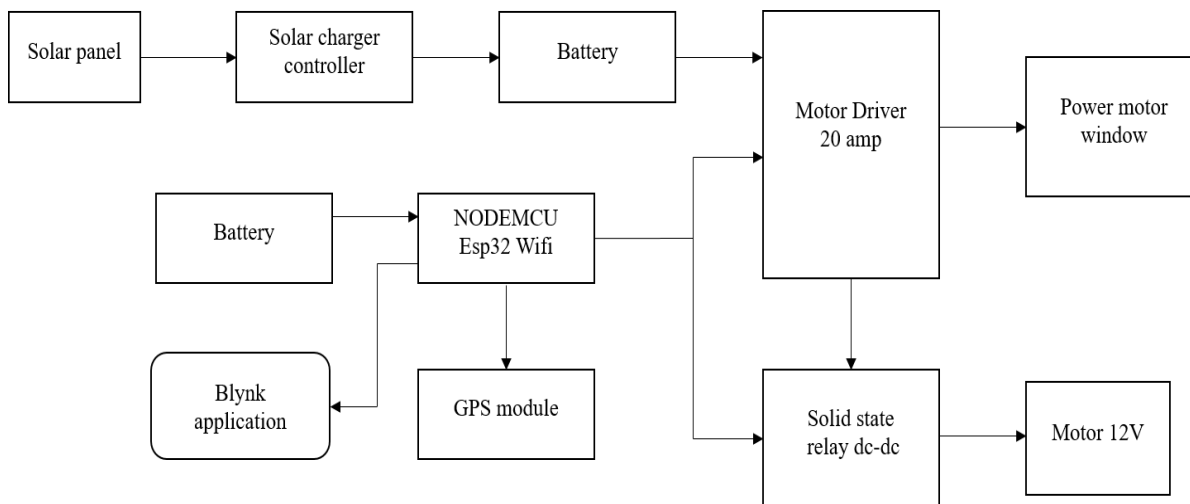 Solar panel
Solar charger
controller
Battery
Motor Driver
20 amp
Power motor
window
Battery
NODEMCU
Esp32 Wifi
Blynk
application
GPS module
Solid state
relay dc-dc
Motor 12V